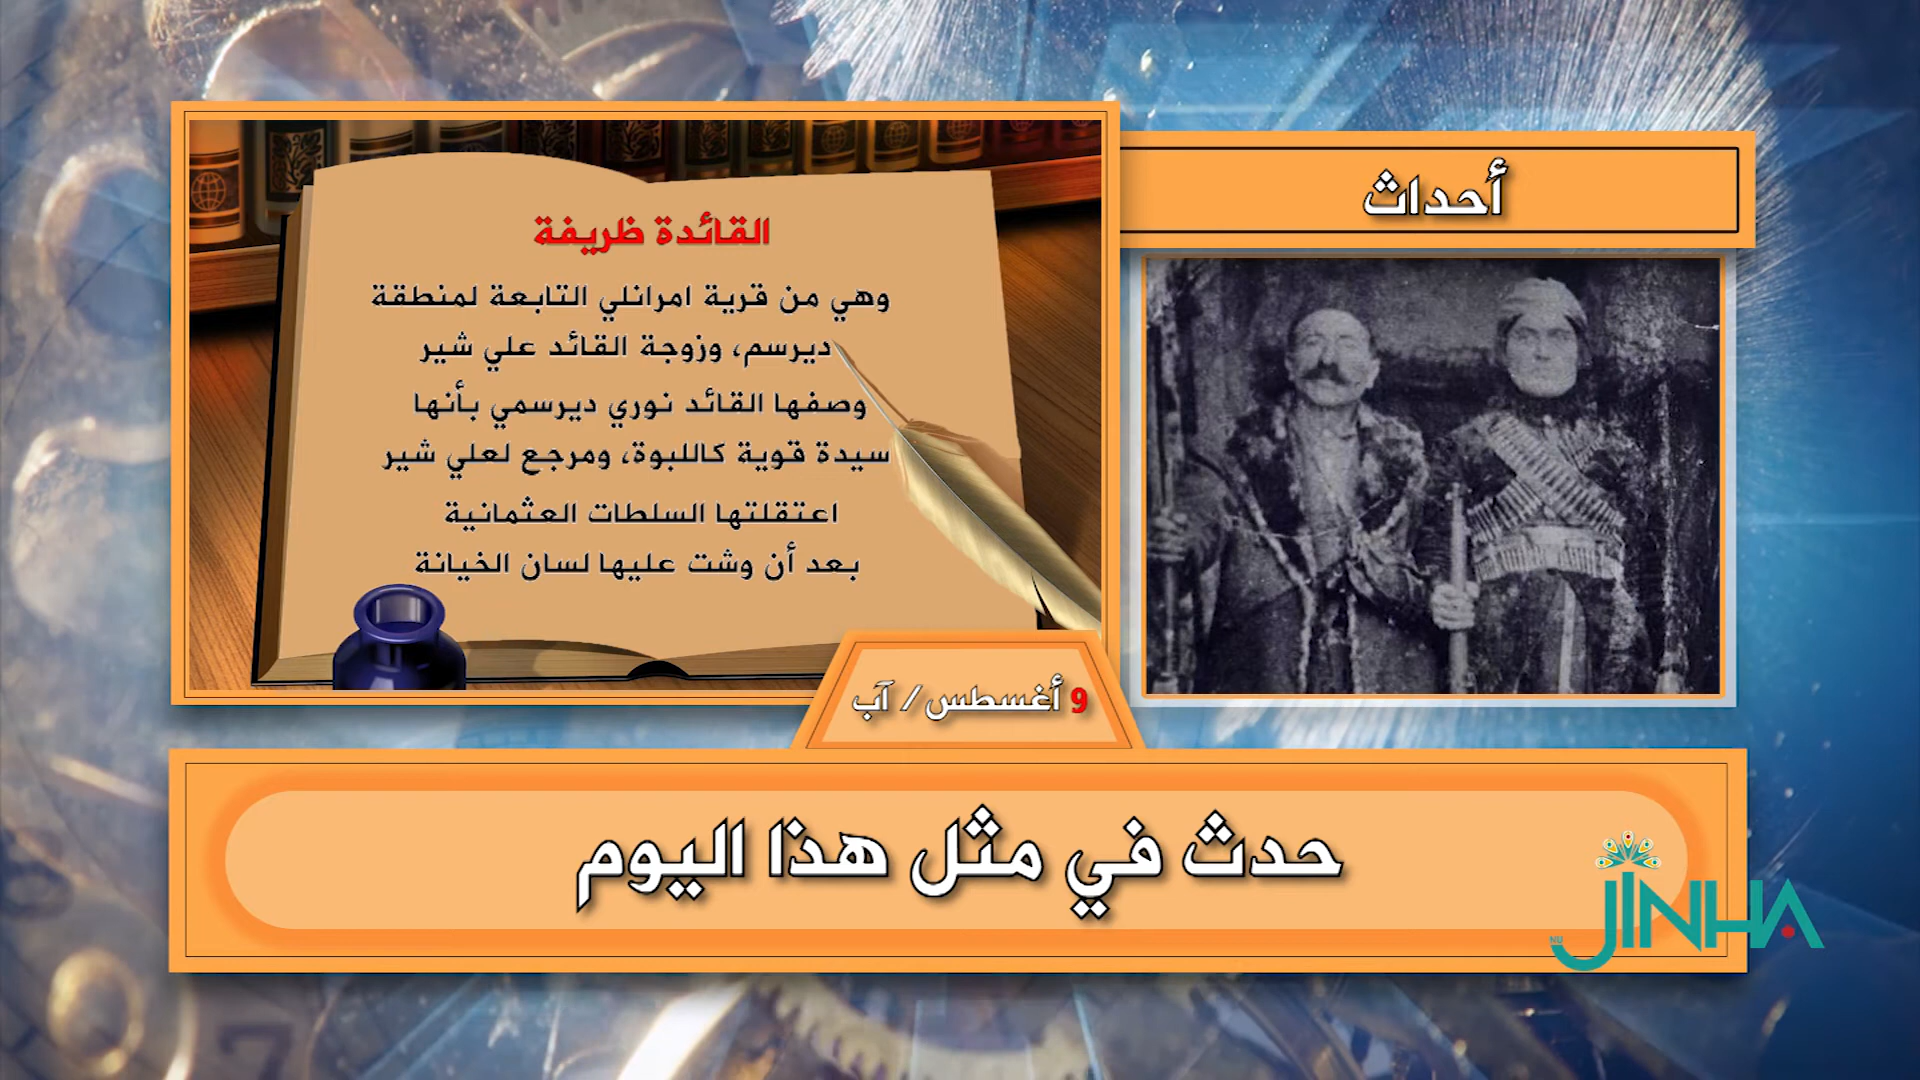 أحداث
القائدة ظريفة
وهي من قرية امرانلي التابعة لمنطقة
ديرسم، وزوجة القائد علي شير
وصفها القائد نوري ديرسمي بأنها
سيدة قوية كاللبوة، ومرجع لعلي شير
اعتقلتها السلطات العثمانية
بعد أن وشت عليها لسان الخيانة
9 أغسطس / آب
حدث في مثل هذا اليوم
NU JINHA